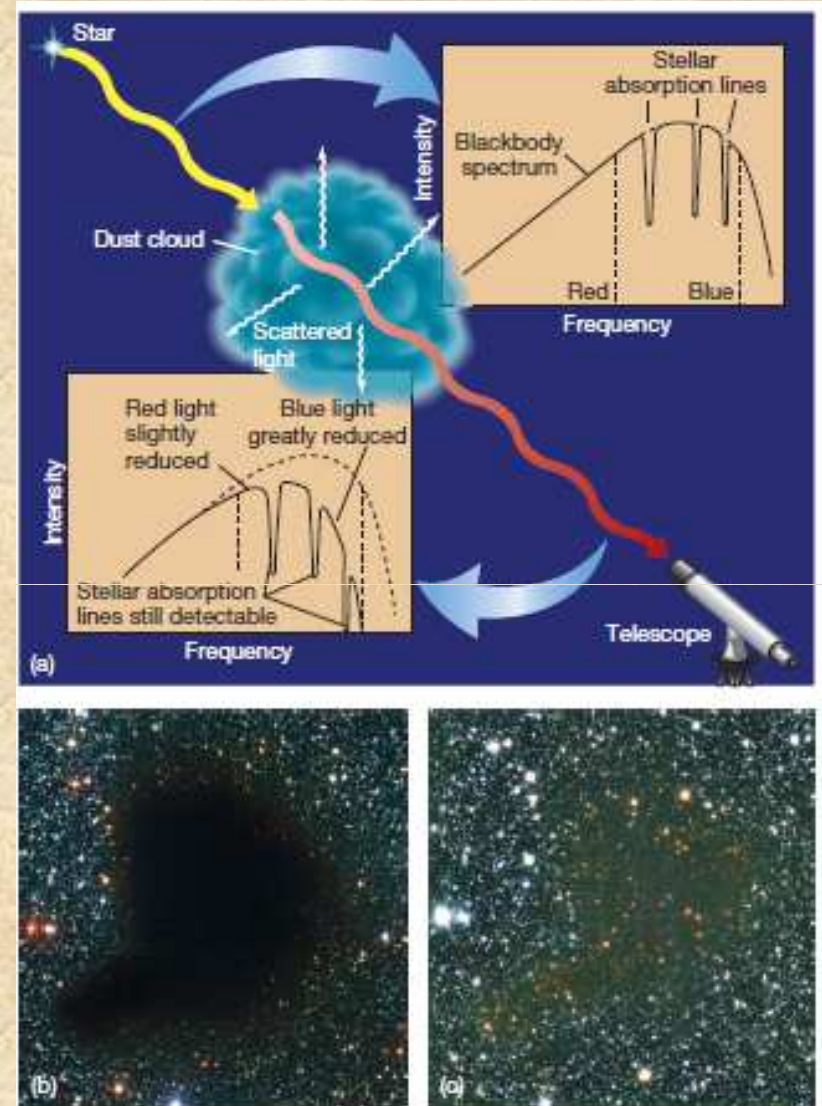 Star
Stellar
absorption lines
Blackbody
spectrum
Intensity
Red
Blue
Frequency
Dust cloud
Scattered
light
Red light
slightly
reduced
Blue light
greatly reduced
Intensity
Stellar absorption
lines still detectable
Frequency
Telescope
(a)
(b)
(c)